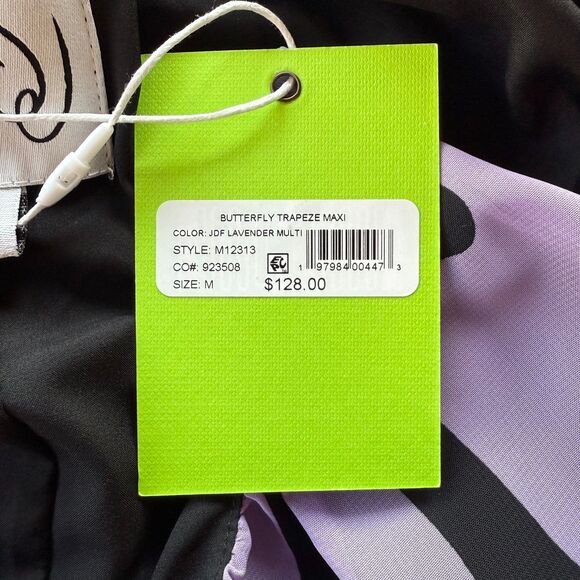 BUTTERFLY TRAPEZE MAXI
COLOR: JDF LAVENDER MULTI
STYLE: M12313
CO#: 923508
1 97984 00447 3
SIZE: M
$128.00